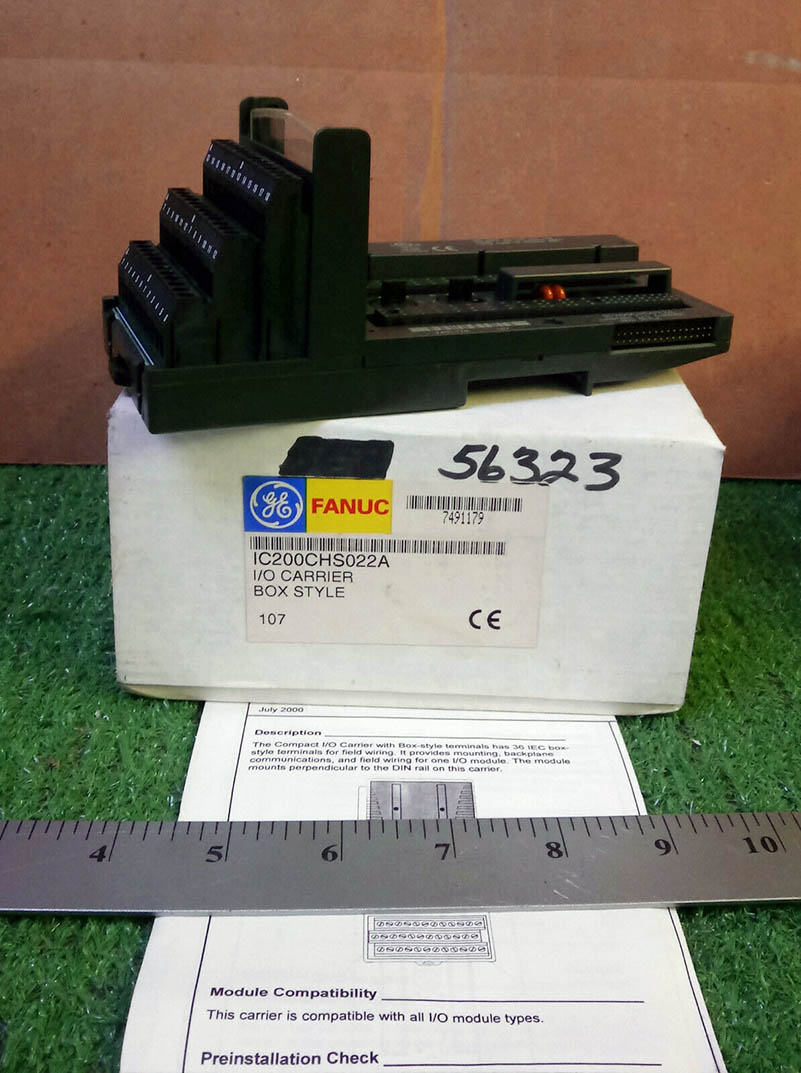 56323
GE
FANUC
7491179
IC200CHS022A
I/O CARRIER
BOX STYLE
107
CE
July 2000
Description
The Compact I/O Carrier with Box-style terminals has 36 IEC box-
style terminals for field wiring. It provides mounting, backplane
communications, and field wiring for one I/O module. The module
mounts perpendicular to the DIN rail on this carrier.
4 5 6 7 8 9 10
Module Compatibility
This carrier is compatible with all I/O module types.
Preinstallation Check